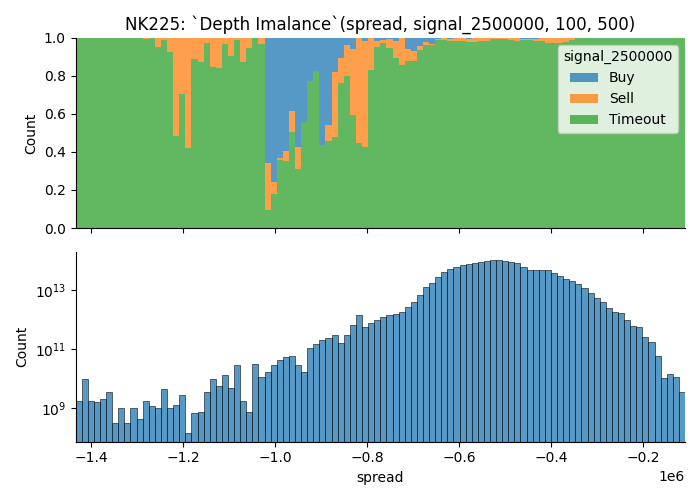 NK225: `Depth Imalance`(spread, signal_2500000, 100, 500)
1.0
0.8
0.6
0.4
0.2
0.0
Count
signal_2500000
Buy
Sell
Timeout
10^13
10^11
10^9
Count
−1.4 −1.2 −1.0 −0.8 −0.6 −0.4 −0.2
1e6
spread